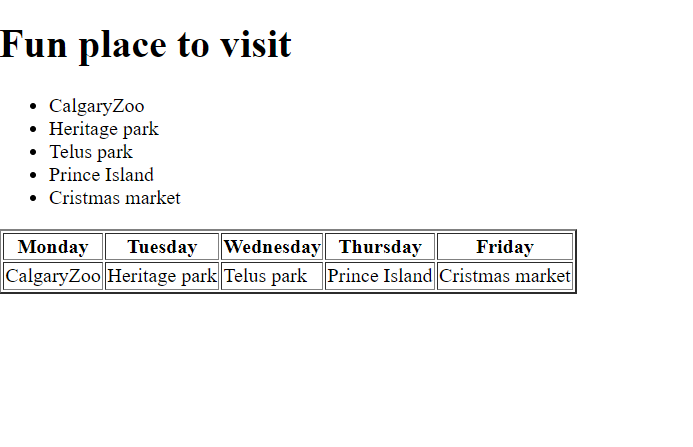 Fun place to visit
CalgaryZoo
Heritage park
Telus park
Prince Island
Cristmas market
Monday Tuesday Wednesday Thursday Friday
CalgaryZoo Heritage park Telus park Prince Island Cristmas market